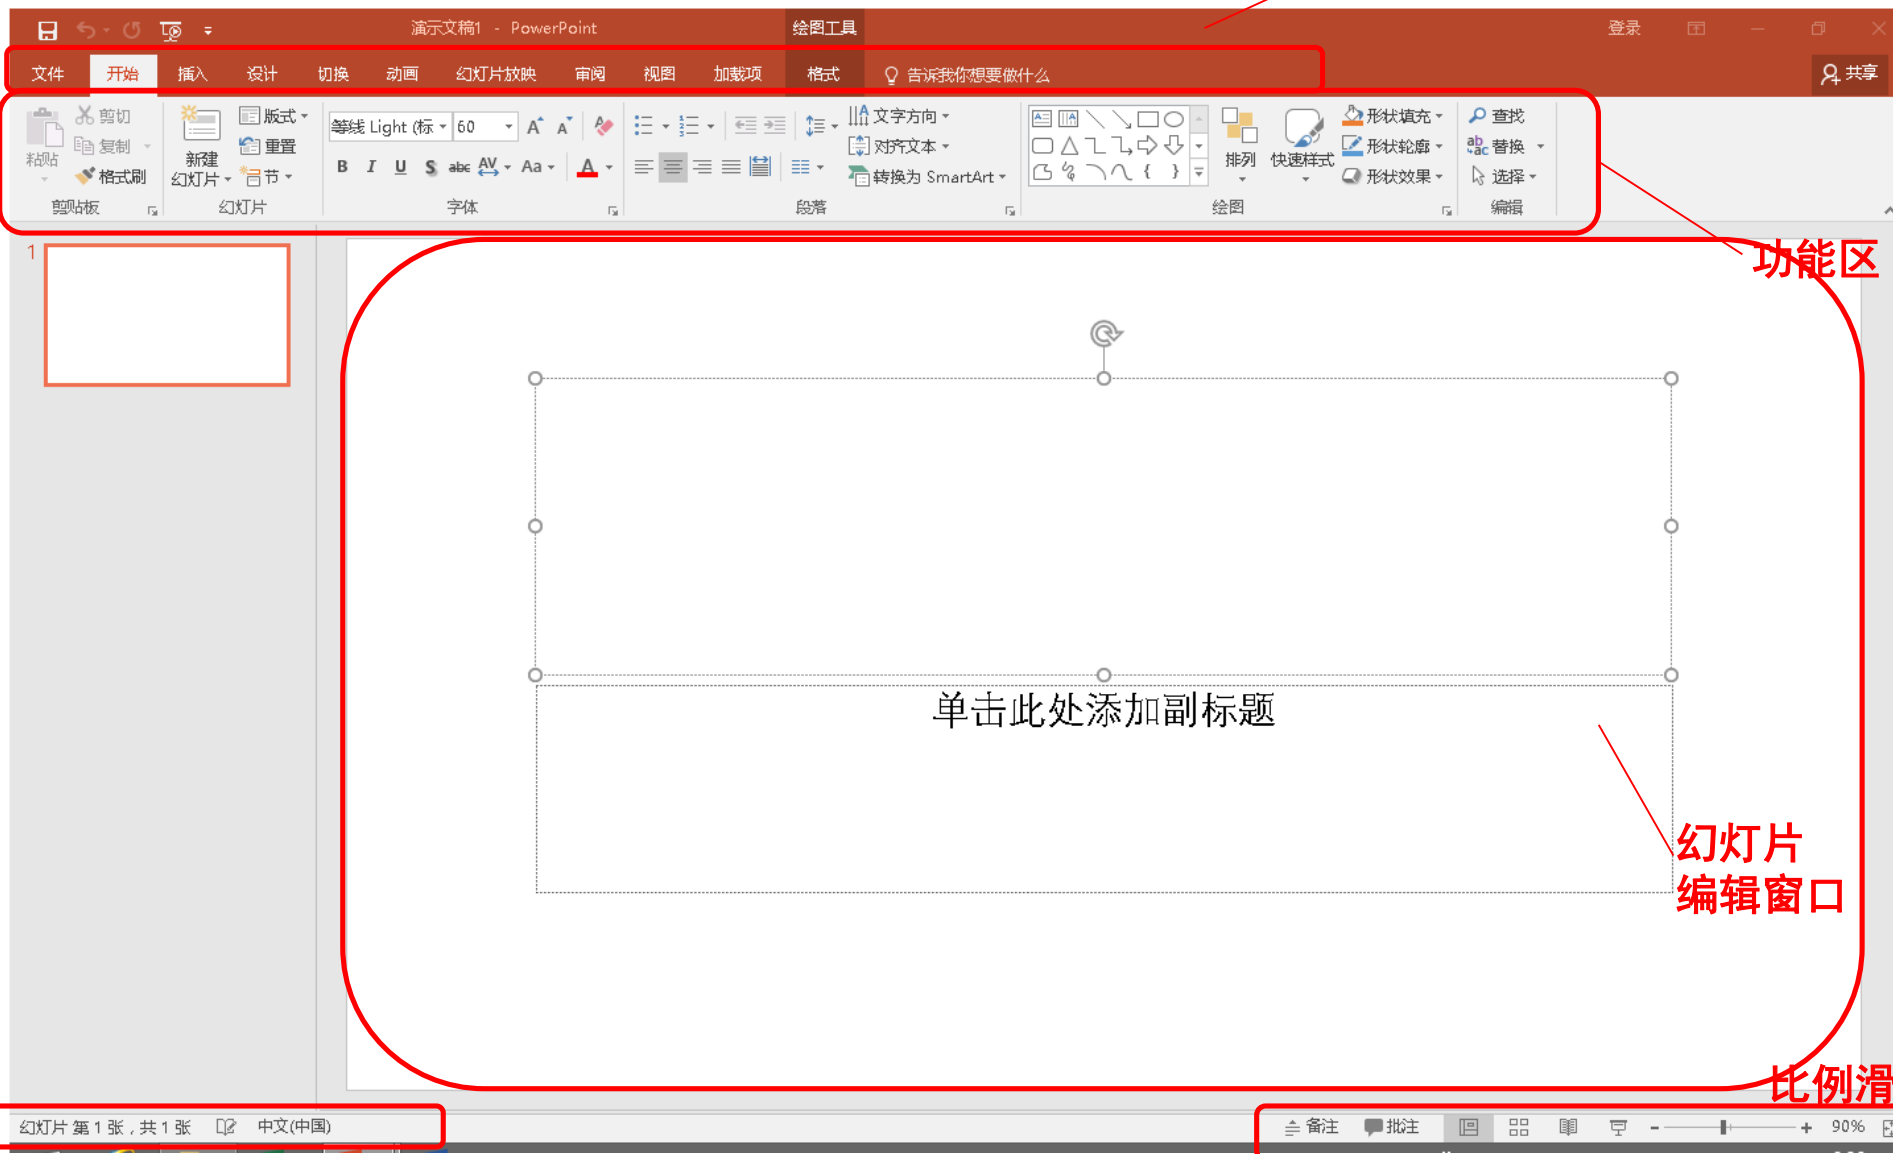 演示文稿1 - PowerPoint
绘图工具
登录
文件 开始 插入 设计 切换 动画 幻灯片放映 审阅 视图 加载项 格式 告诉我你想要做什么 共享
粘贴
剪切
复制
格式刷
剪贴板
新建
幻灯片
版式
重置
节
幻灯片
等线 Light (标 60
B I U S abc AV Aa A
字体
文字方向
对齐文本
转换为 SmartArt
段落
排列
快速样式
形状填充
形状轮廓
形状效果
绘图
查找
替换
选择
编辑
功能区
1
单击此处添加副标题
幻灯片
编辑窗口
比例滑
幻灯片 第 1 张，共 1 张 中文(中国)
备注 批注 90%